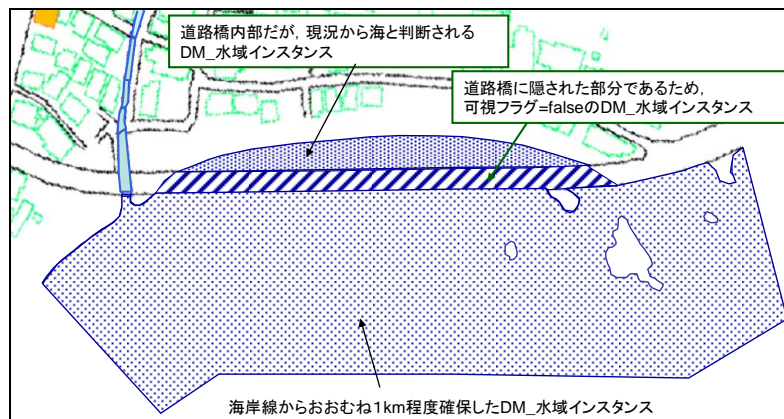 道路橋内部だが，現況から海と判断される
DM_水域インスタンス
道路橋に隠された部分であるため，
可視フラグ=falseのDM_水域インスタンス
海岸線からおおむね１km程度確保したDM_水域インスタンス